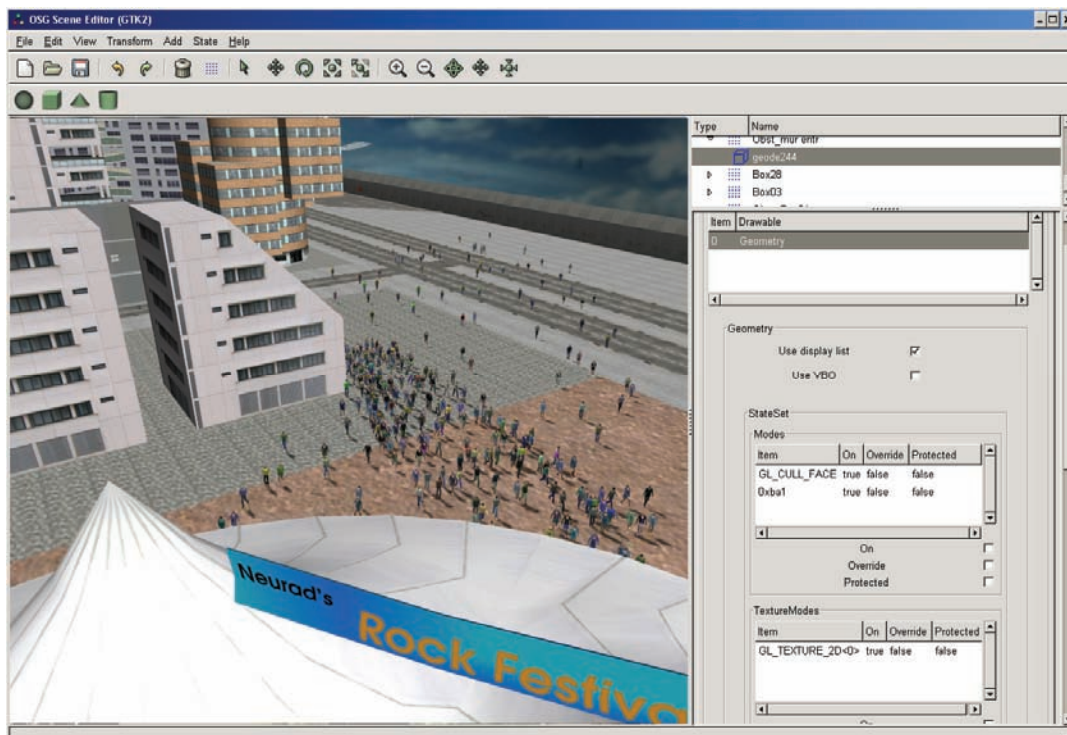 OSG Scene Editor (GTK2)
File Edit View Transform Add State Help
Type Name
Obst_mur entr
geode244
Box28
Box03
Item Drawable
0 Geometry
Geometry
Use display list
Use VBO
StateSet
Modes
Item On Override Protected
GL_CULL_FACE true false false
0xba1 true false false
On
Override
Protected
TextureModes
Item On Override Protected
GL_TEXTURE_2D<0> true false false
Neurad's
Rock Festiva